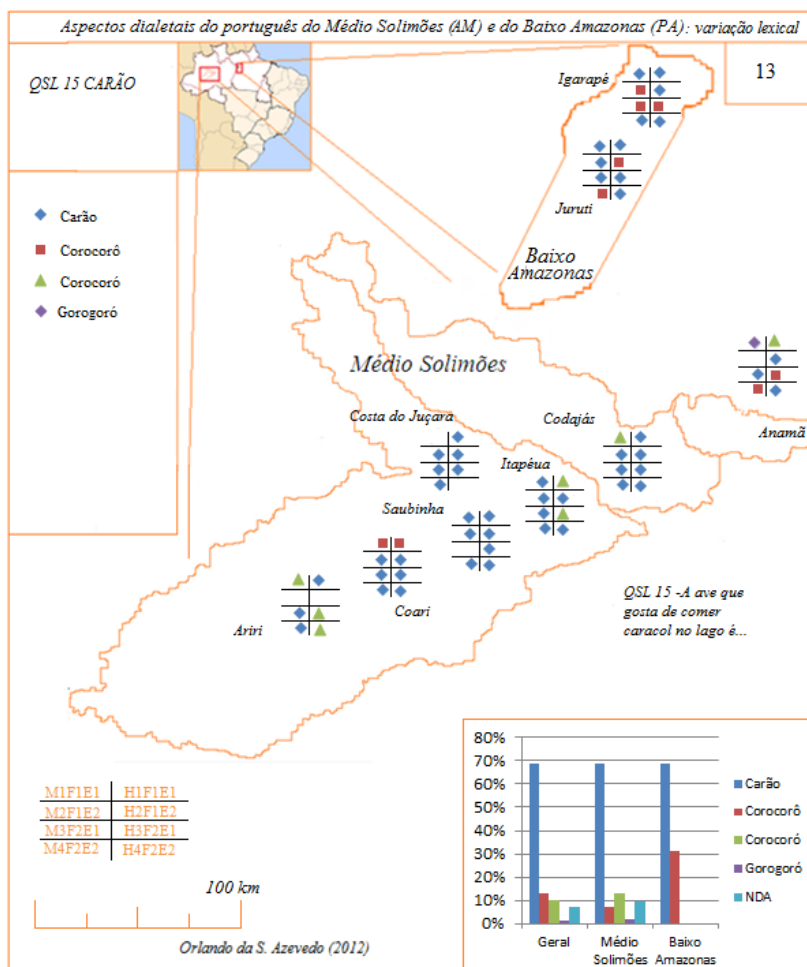 Aspectos dialetais do português do Médio Solimões (AM) e do Baixo Amazonas (PA): variação lexical
QSL 15 CARÃO
13
Igarapé
Carão
Corocorô
Corocoró
Gorogoró
Juruti
Baixo
Amazonas
Médio Solimões
Costa do Juçara
Codajás
Anamã
Itapéua
Saubinha
Coari
Ariri
QSL 15 -A ave que
gosta de comer
caracol no lago é...
M1F1E1 H1F1E1
M2F1E2 H2F1E2
M3F2E1 H3F2E1
M4F2E2 H4F2E2
100 km
Orlando da S. Azevedo (2012)
80%
70%
60%
50%
40%
30%
20%
10%
0%
Geral
Médio
Solimões
Baixo
Amazonas
Carão
Corocorô
Corocoró
Gorogoró
NDA